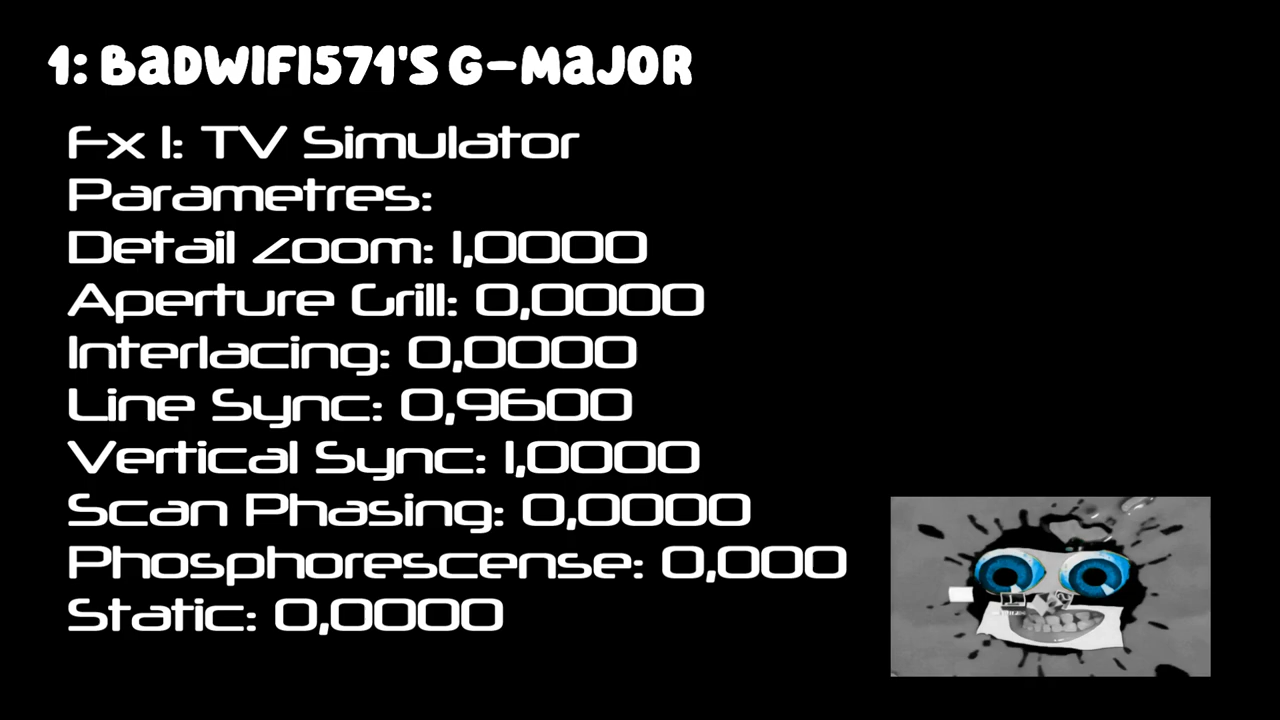 1: BaDWIFI571'S G-MaJOR
Fx 1: TV Simulator
Parametres:
Detail Zoom: 1,0000
Aperture Grill: 0,0000
Interlacing: 0,0000
Line Sync: 0,9600
Vertical Sync: 1,0000
Scan Phasing: 0,0000
Phosphorescense: 0,000
Static: 0,0000